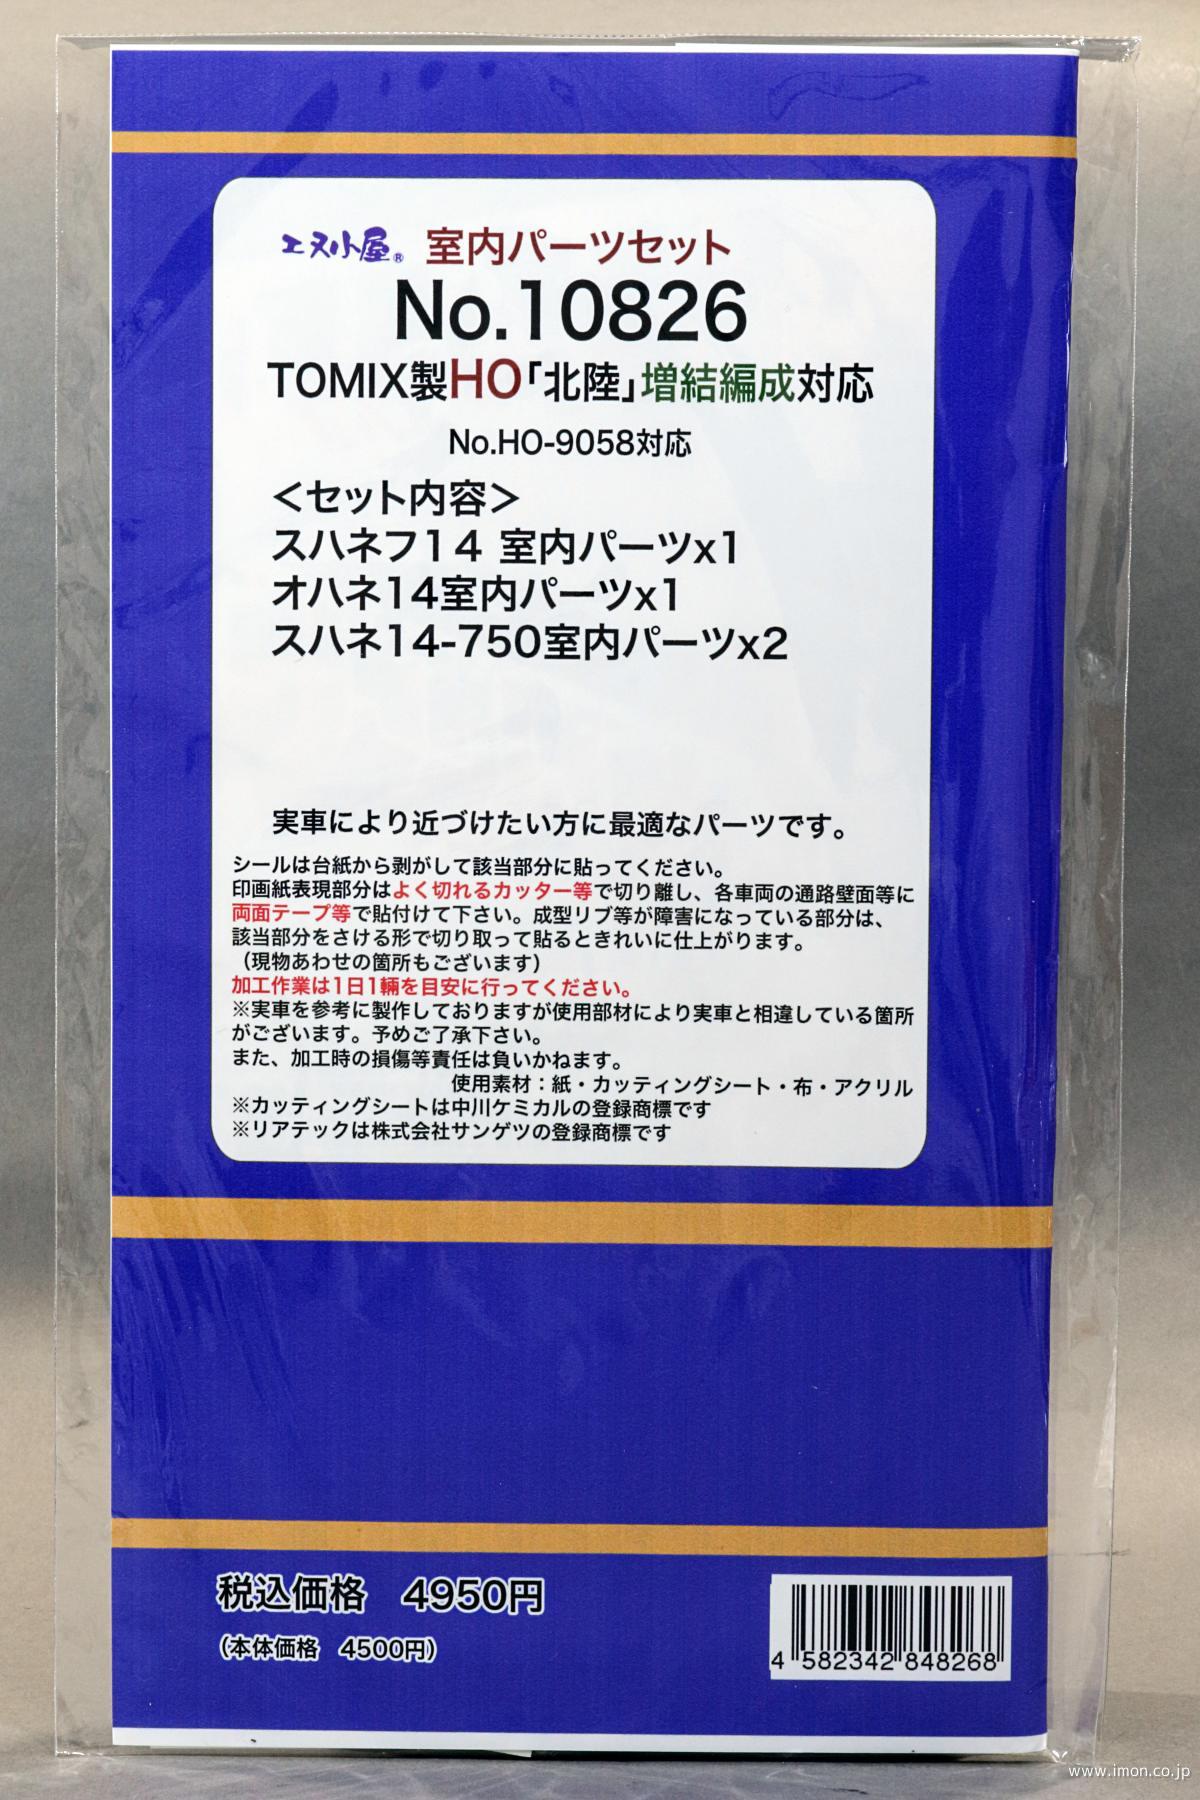 エヌ小屋® 室内パーツセット
No.10826
TOMIX製HO「北陸」増結編成対応
No.HO-9058対応
＜セット内容＞
スハネフ14 室内パーツx1
オハネ14室内パーツx1
スハネ14-750室内パーツx2
実車により近づけたい方に最適なパーツです。
シールは台紙から剥がして該当部分に貼ってください。
印画紙表現部分はよく切れるカッター等で切り離し、各車両の通路壁面等に
両面テープ等で貼付けて下さい。成型リブ等が障害になっている部分は、
該当部分をさける形で切り取って貼るときれいに仕上がります。
（現物あわせの箇所もございます）
加工作業は1日1輛を目安に行ってください。
※実車を参考に製作しておりますが使用部材により実車と相違している箇所
がございます。予めご了承下さい。
また、加工時の損傷等責任は負いかねます。
使用素材：紙・カッティングシート・布・アクリル
※カッティングシートは中川ケミカルの登録商標です
※リアテックは株式会社サンゲツの登録商標です
税込価格　4950円
（本体価格　4500円）
4 582342 848268
www.imon.co.jp